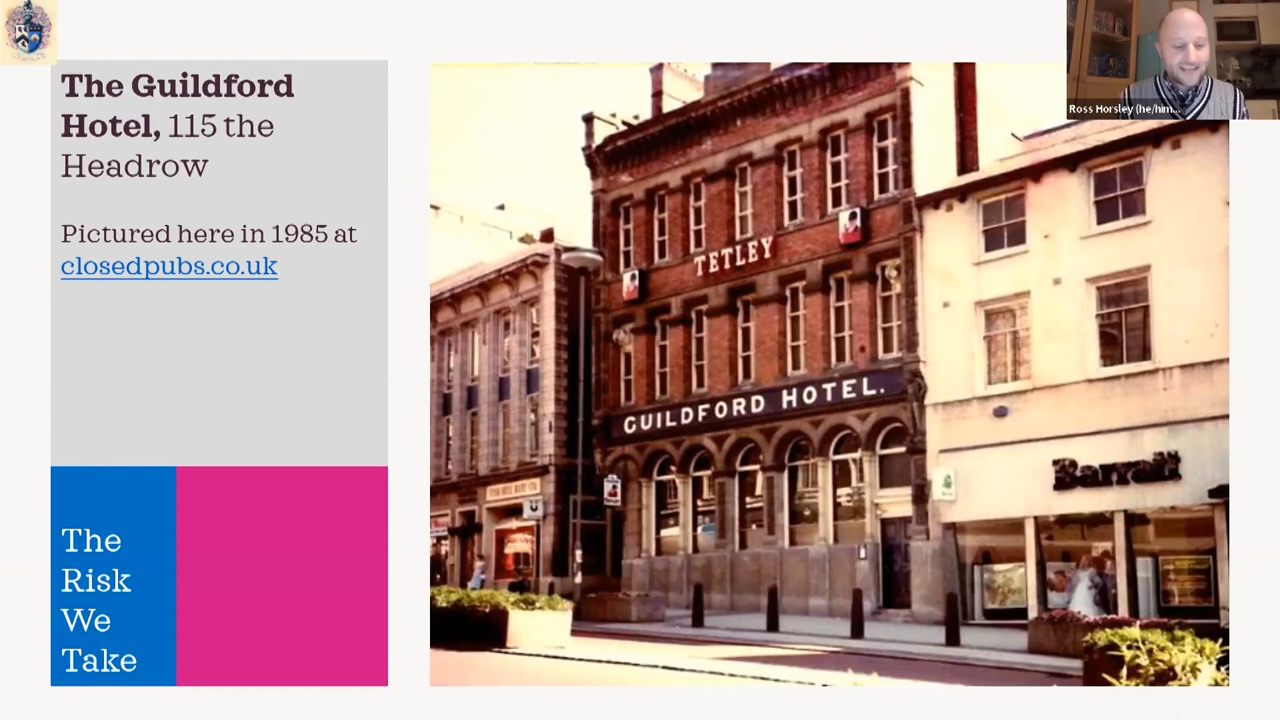 The Guildford
Hotel, 115 the
Headrow
Pictured here in 1985 at
closedpubs.co.uk
The
Risk
We
Take
TETLEY
GUILDFORD HOTEL.
Barratt
Ross Horsley (he/him...